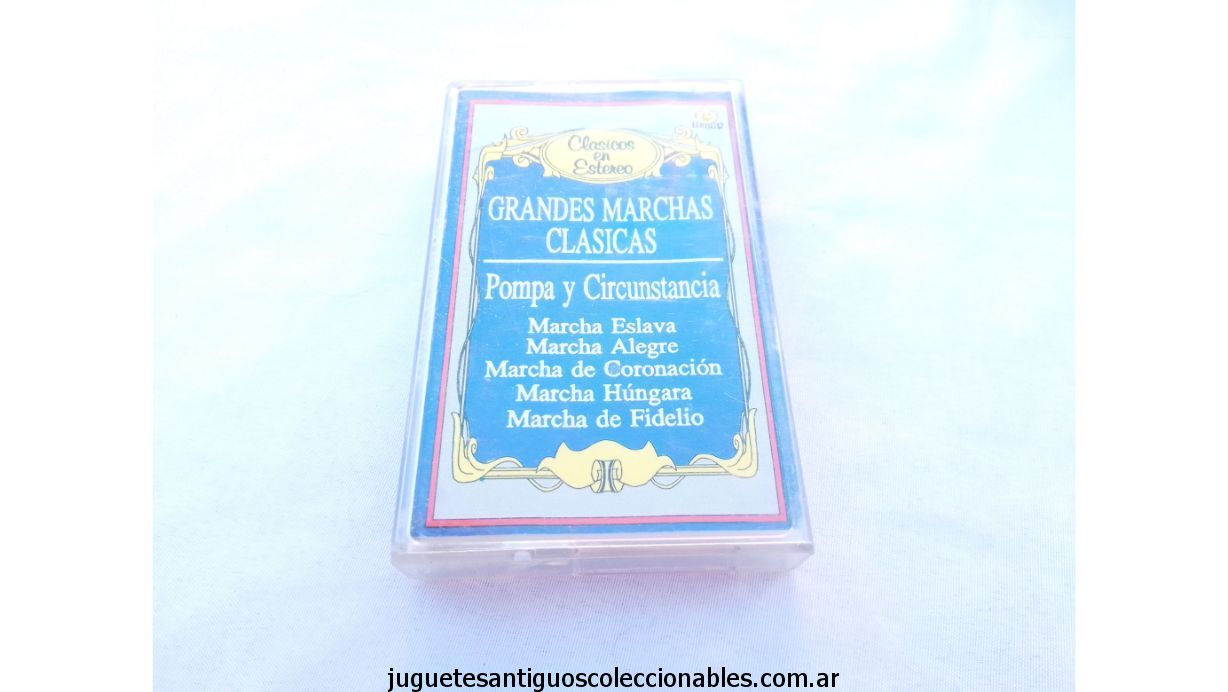 Clasicos
en
Estereo
GRANDES MARCHAS
CLASICAS
Pompa y Circunstancia
Marcha Eslava
Marcha Alegre
Marcha de Coronación
Marcha Húngara
Marcha de Fidelio
juguetesantiguoscoleccionables.com.ar